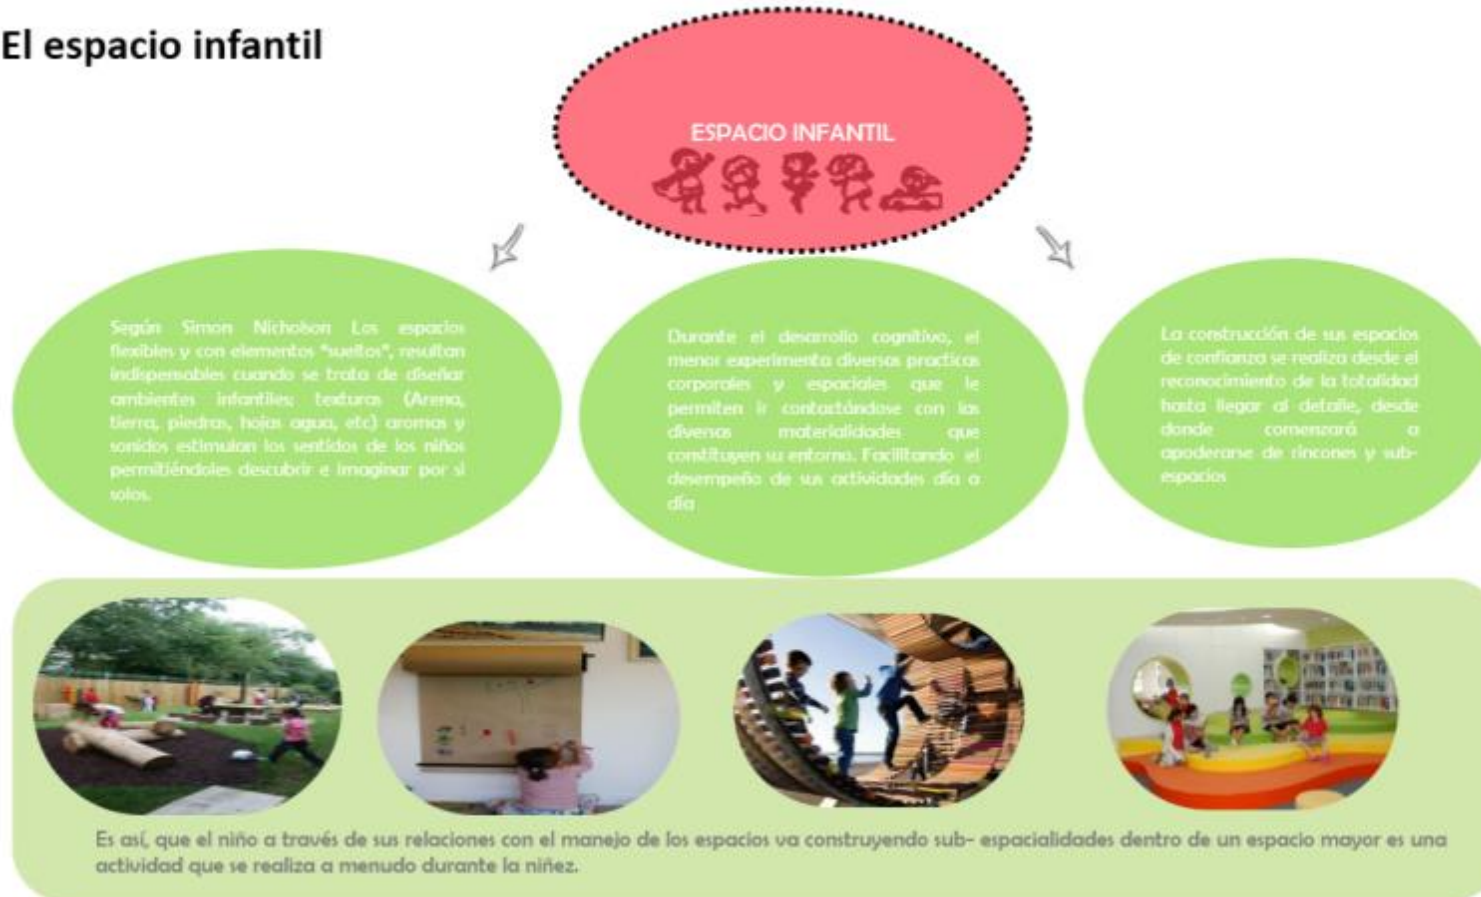 El espacio infantil
ESPACIO INFANTIL
Según Simon Nicholson Los espacios
flexibles y con elementos "sueltos", resultan
indispensables cuando se trata de diseñar
ambientes infantiles; texturas (Arena,
tierra, piedras, hojas agua, etc) aromas y
sonidos estimulan los sentidos de los niños
permitiéndoles descubrir e imaginar por si
solos.
Durante el desarrollo cognitivo, el
menor experimenta diversas practicas
corporales y espaciales que le
permiten ir contactándose con las
diversas materialidades que
constituyen su entorno. Facilitando el
desempeño de sus actividades día a
día
La construcción de sus espacios
de confianza se realiza desde el
reconocimiento de la totalidad
hasta llegar al detalle, desde
donde comenzará a
apoderarse de rincones y sub-
espacios
Es así, que el niño a través de sus relaciones con el manejo de los espacios va construyendo sub- espacialidades dentro de un espacio mayor es una
actividad que se realiza a menudo durante la niñez.